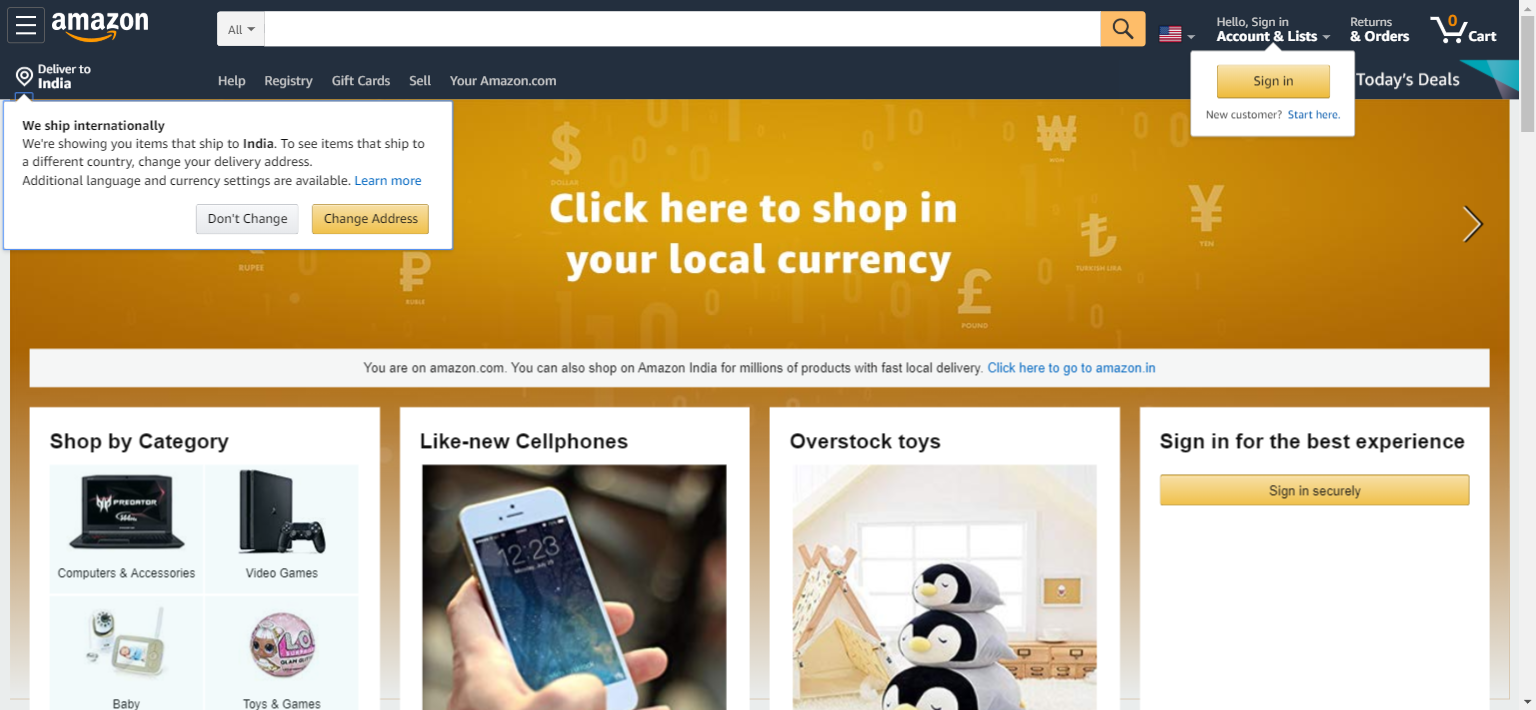 amazon
All
Hello, Sign in
Account & Lists
Returns
& Orders
0
Cart
Deliver to
India
Help
Registry
Gift Cards
Sell
Your Amazon.com
Today's Deals
Sign in
New customer? Start here.
We ship internationally
We're showing you items that ship to India. To see items that ship to
a different country, change your delivery address.
Additional language and currency settings are available. Learn more
Don't Change
Change Address
$
DOLLAR
₩
WON
Click here to shop in
your local currency
¥
YEN
₺
TURKISH LIRA
RUPEE
₽
RUBLE
£
POUND
You are on amazon.com. You can also shop on Amazon India for millions of products with fast local delivery. Click here to go to amazon.in
Shop by Category
PREDATOR
Computers & Accessories
Video Games
Baby
Toys & Games
Like-new Cellphones
12:23
Overstock toys
Sign in for the best experience
Sign in securely